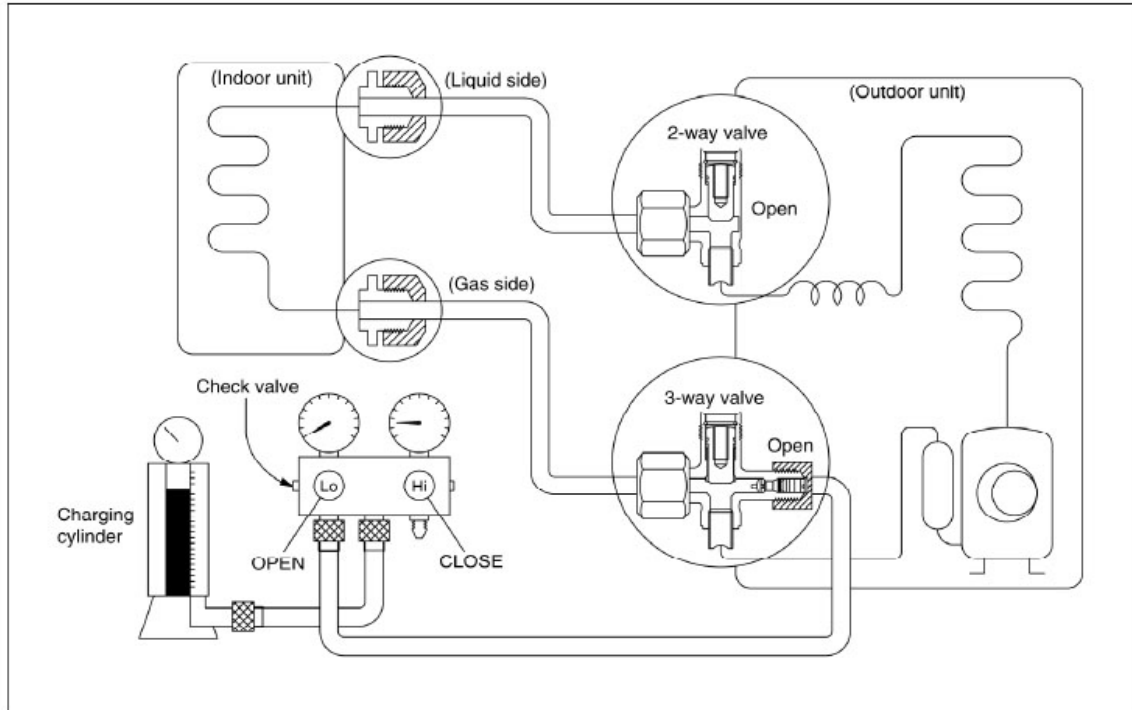 (Indoor unit)
(Liquid side)
(Outdoor unit)
2-way valve
Open
(Gas side)
Check valve
3-way valve
Open
Lo
Hi
Charging
cylinder
OPEN
CLOSE